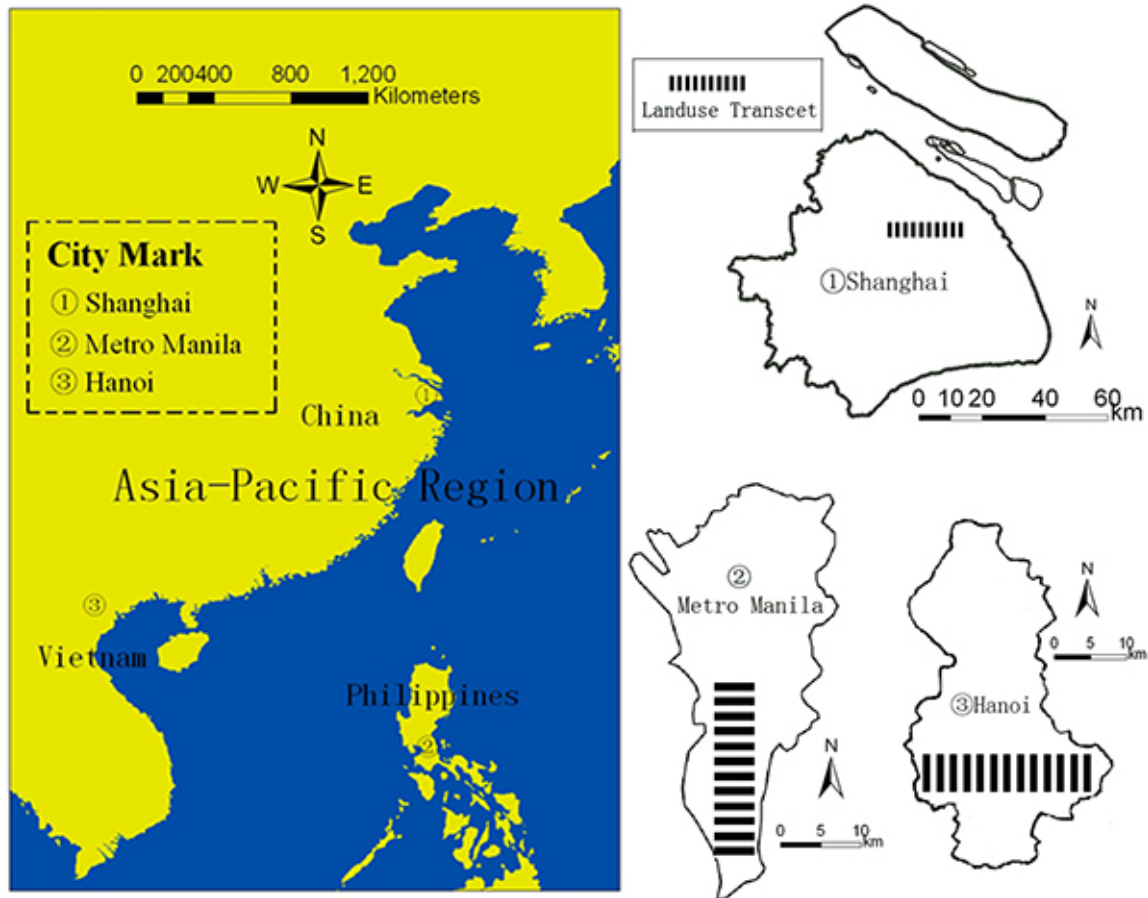 0 200400 800 1,200
Kilometers
N
W E
S
City Mark
① Shanghai
② Metro Manila
③ Hanoi
①
China
Asia-Pacific Region
③
Vietnam
Philippines
②
Landuse Transcet
①Shanghai
N
0 10 20 40 60
km
②
Metro Manila
N
0 5 10
km
N
0 5 10
km
③Hanoi